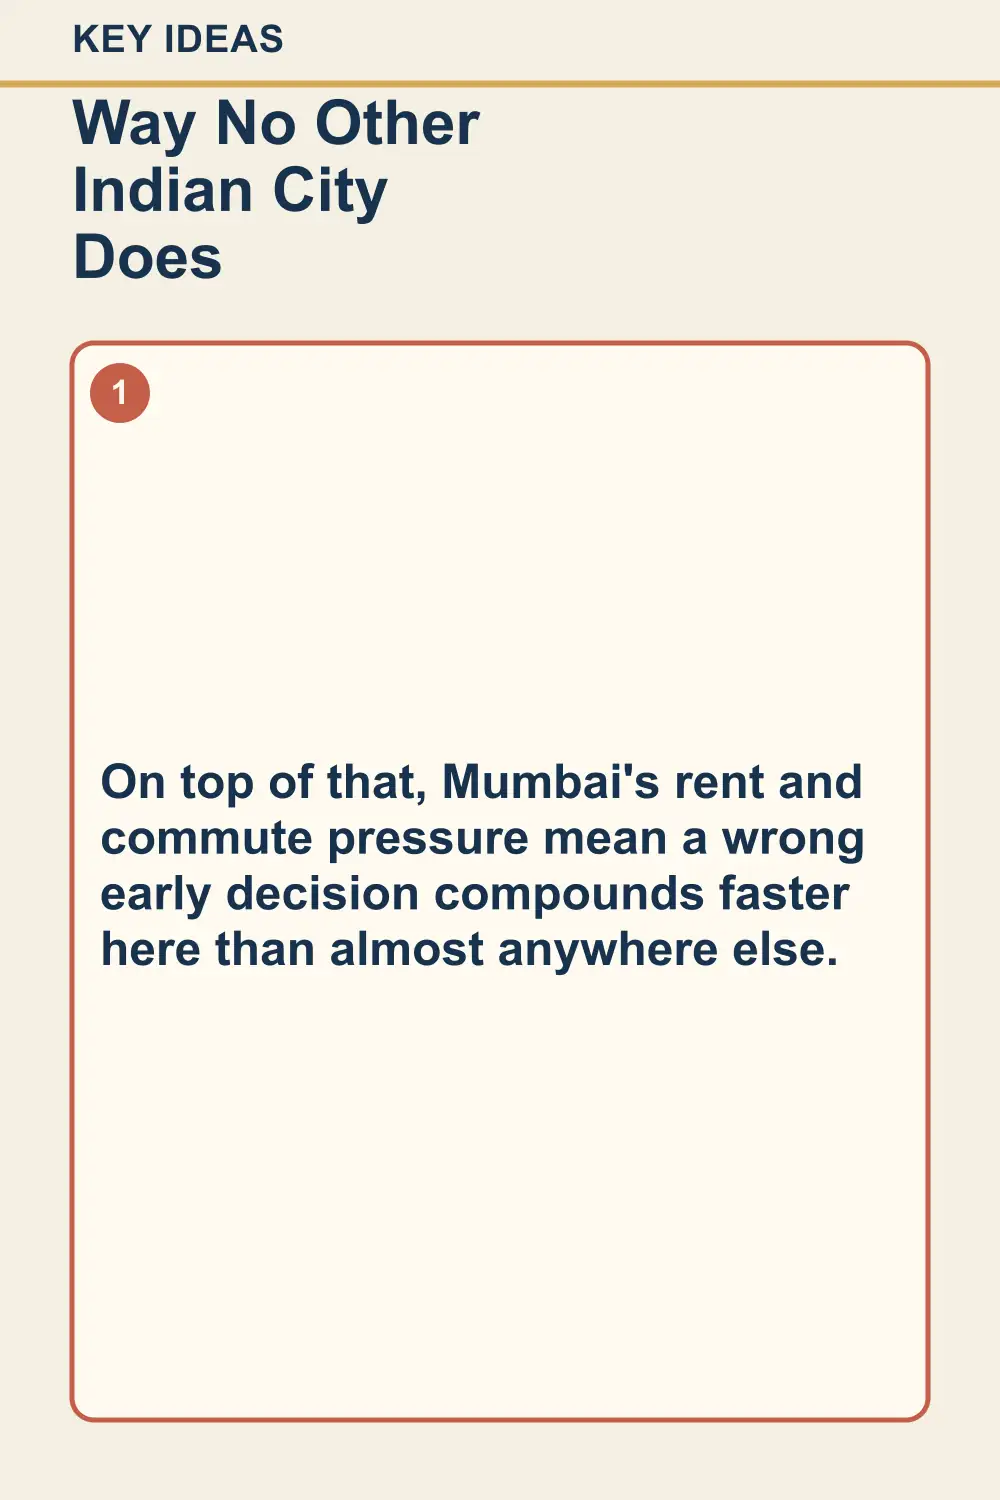 KEY IDEAS
Way No Other
Indian City
Does
1
On top of that, Mumbai's rent and
commute pressure mean a wrong
early decision compounds faster
here than almost anywhere else.